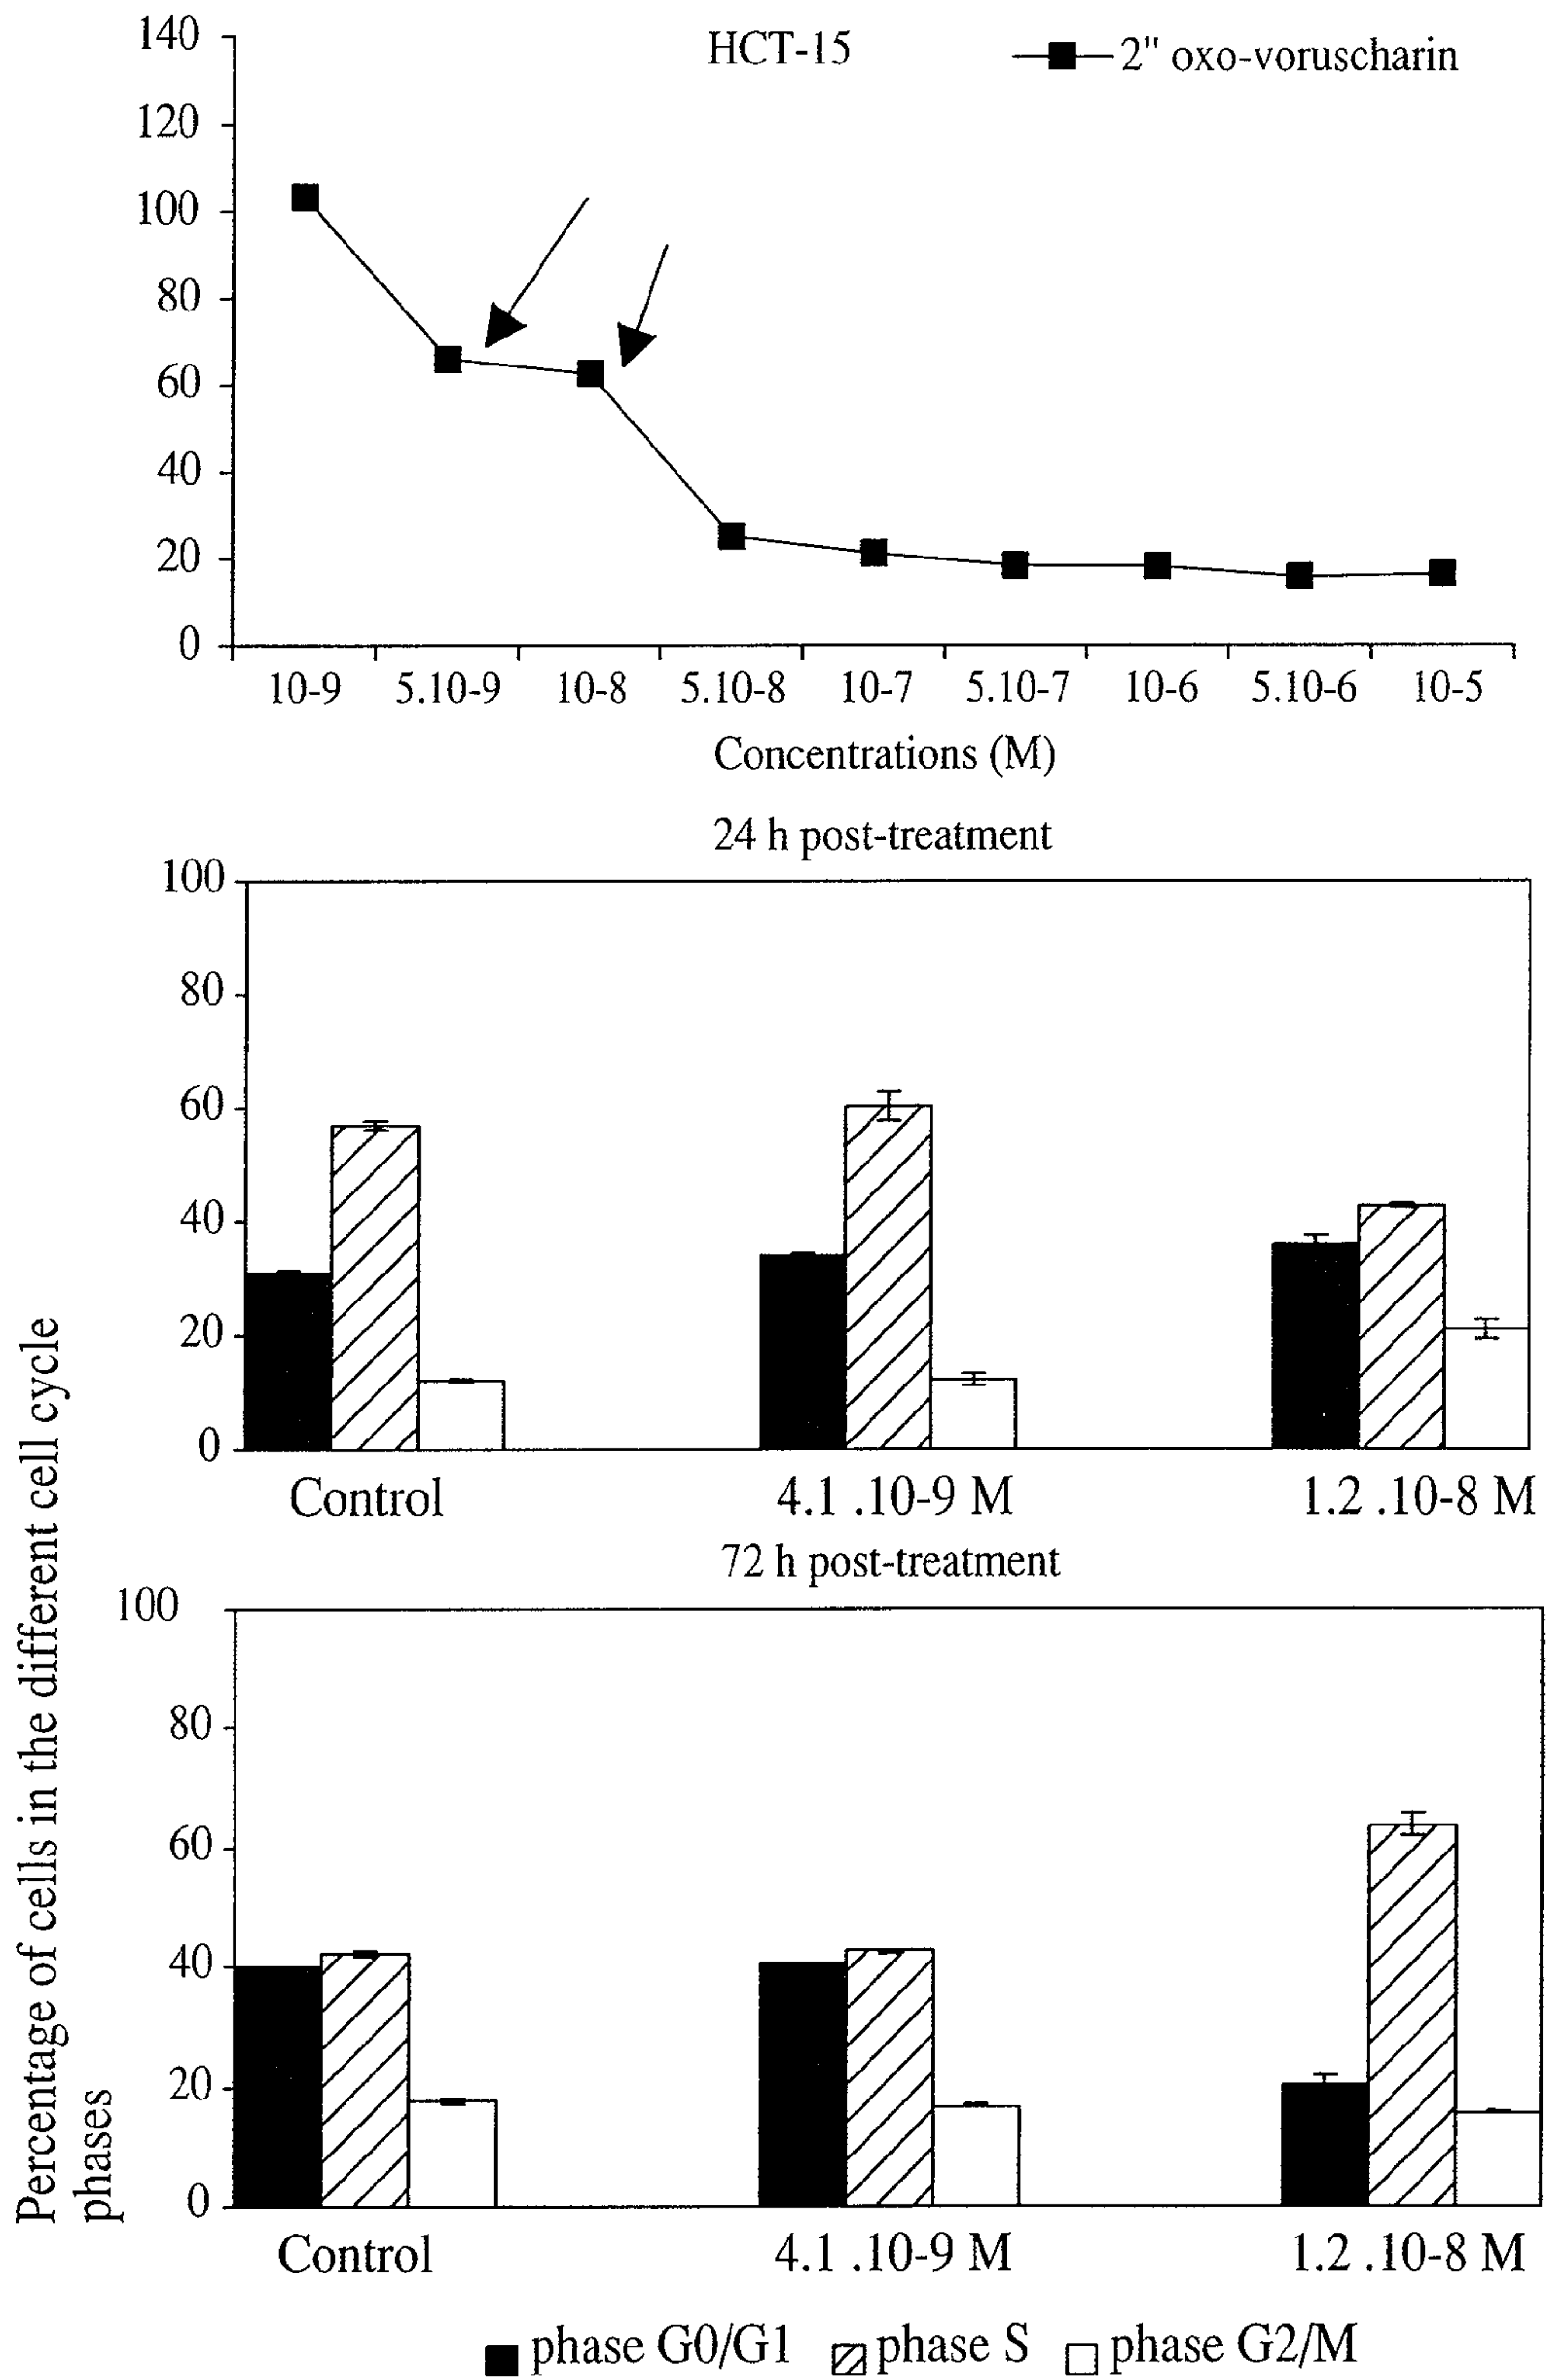 HCT-15
2" oxo-voruscharin
140
120
100
80
60
40
20
0
10-9 5.10-9 10-8 5.10-8 10-7 5.10-7 10-6 5.10-6 10-5
Concentrations (M)
24 h post-treatment
100
80
60
40
20
0
Control 4.1 .10-9 M 1.2 .10-8 M
72 h post-treatment
100
80
60
40
20
0
Control 4.1 .10-9 M 1.2 .10-8 M
Percentage of cells in the different cell cycle
phases
phase G0/G1 phase S phase G2/M